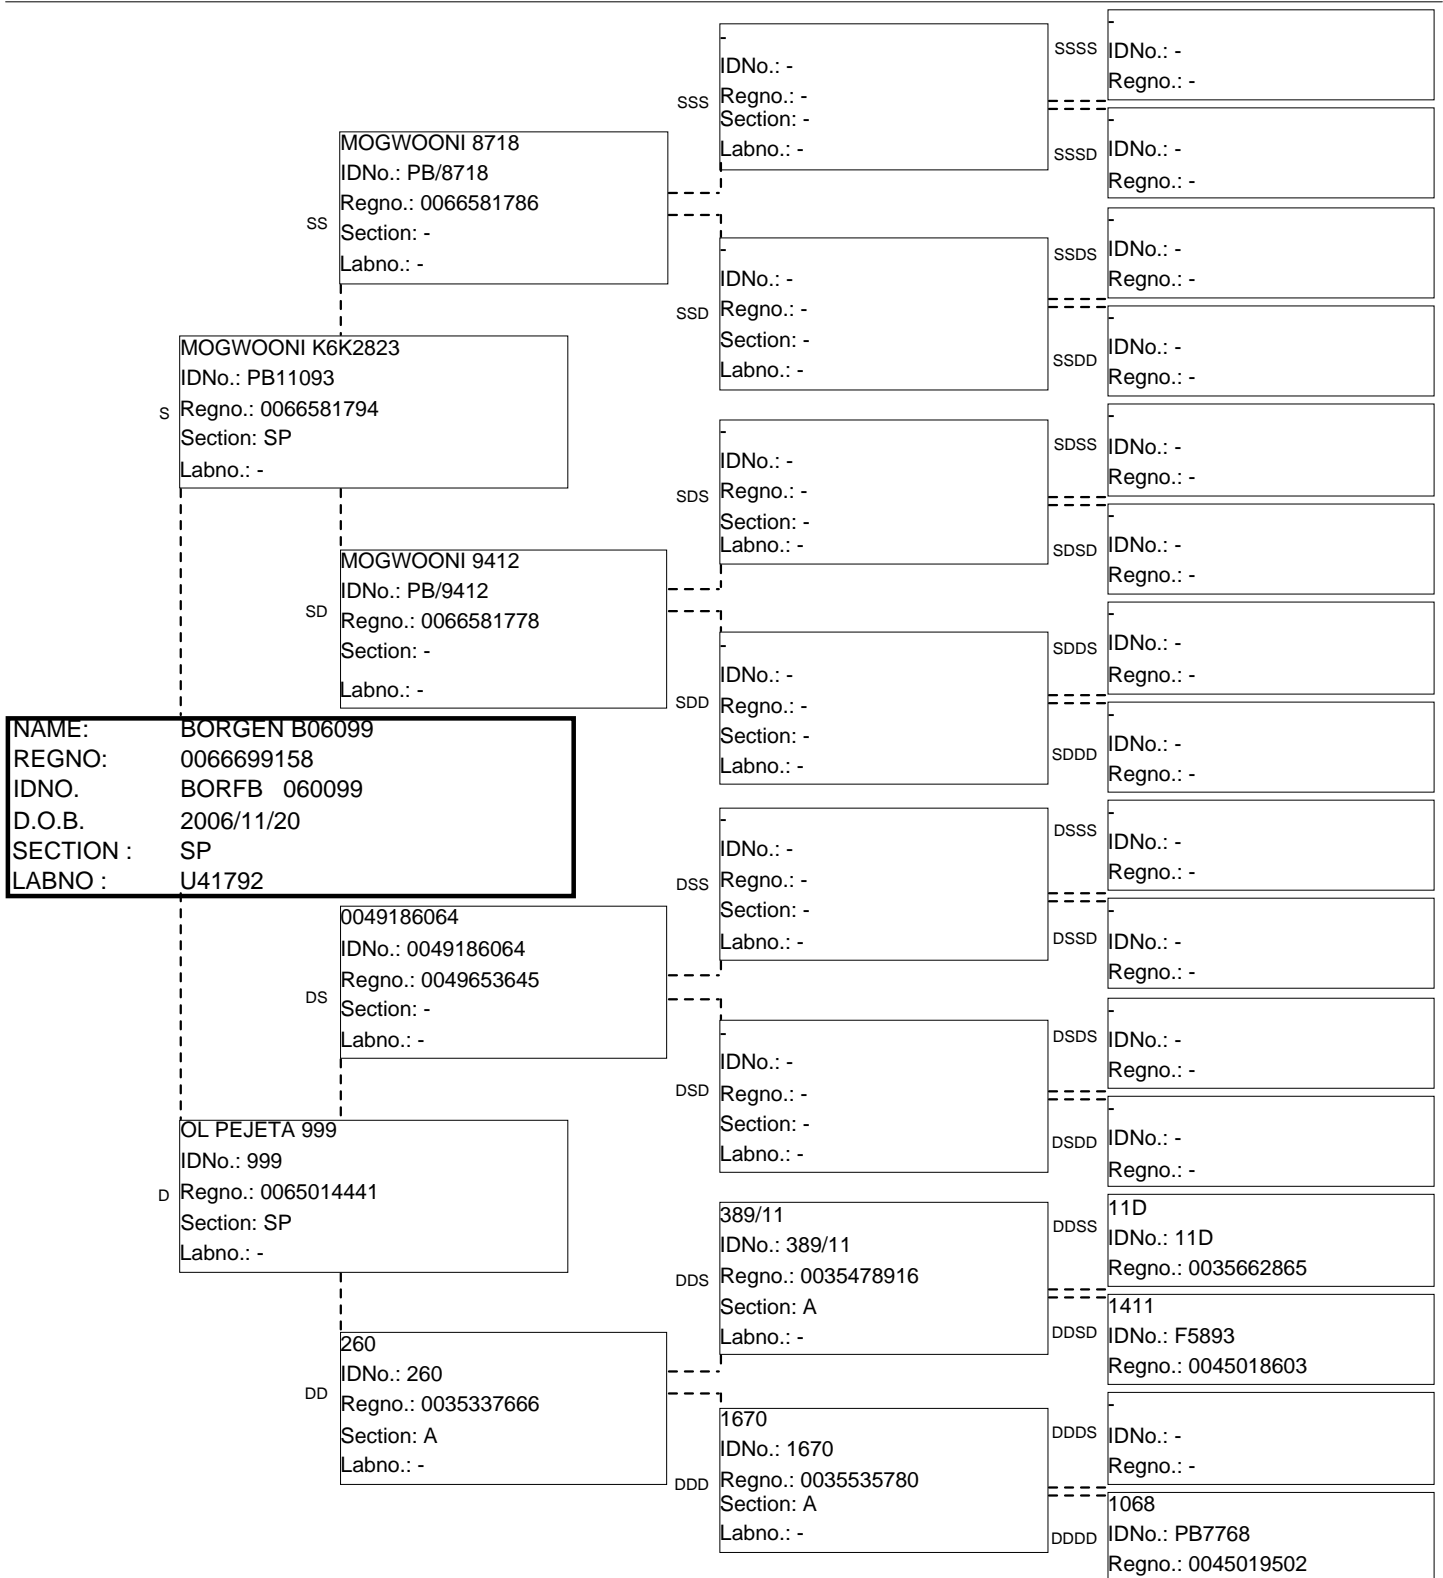 NAME: BORGEN B06099
REGNO: 0066699158
IDNO. BORFB 060099
D.O.B. 2006/11/20
SECTION : SP
LABNO : U41792
S
MOGWOONI K6K2823
IDNo.: PB11093
Regno.: 0066581794
Section: SP
Labno.: -
D
OL PEJETA 999
IDNo.: 999
Regno.: 0065014441
Section: SP
Labno.: -
SS
MOGWOONI 8718
IDNo.: PB/8718
Regno.: 0066581786
Section: -
Labno.: -
SD
MOGWOONI 9412
IDNo.: PB/9412
Regno.: 0066581778
Section: -
Labno.: -
DS
0049186064
IDNo.: 0049186064
Regno.: 0049653645
Section: -
Labno.: -
DD
260
IDNo.: 260
Regno.: 0035337666
Section: A
Labno.: -
SSS
-
IDNo.: -
Regno.: -
Section: -
Labno.: -
SSD
-
IDNo.: -
Regno.: -
Section: -
Labno.: -
SDS
-
IDNo.: -
Regno.: -
Section: -
Labno.: -
SDD
-
IDNo.: -
Regno.: -
Section: -
Labno.: -
DSS
-
IDNo.: -
Regno.: -
Section: -
Labno.: -
DSD
-
IDNo.: -
Regno.: -
Section: -
Labno.: -
DDS
389/11
IDNo.: 389/11
Regno.: 0035478916
Section: A
Labno.: -
DDD
1670
IDNo.: 1670
Regno.: 0035535780
Section: A
Labno.: -
SSSS
-
IDNo.: -
Regno.: -
SSSD
-
IDNo.: -
Regno.: -
SSDS
-
IDNo.: -
Regno.: -
SSDD
-
IDNo.: -
Regno.: -
SDSS
-
IDNo.: -
Regno.: -
SDSD
-
IDNo.: -
Regno.: -
SDDS
-
IDNo.: -
Regno.: -
SDDD
-
IDNo.: -
Regno.: -
DSSS
-
IDNo.: -
Regno.: -
DSSD
-
IDNo.: -
Regno.: -
DSDS
-
IDNo.: -
Regno.: -
DSDD
-
IDNo.: -
Regno.: -
DDSS
11D
IDNo.: 11D
Regno.: 0035662865
DDSD
1411
IDNo.: F5893
Regno.: 0045018603
DDDS
-
IDNo.: -
Regno.: -
DDDD
1068
IDNo.: PB7768
Regno.: 0045019502